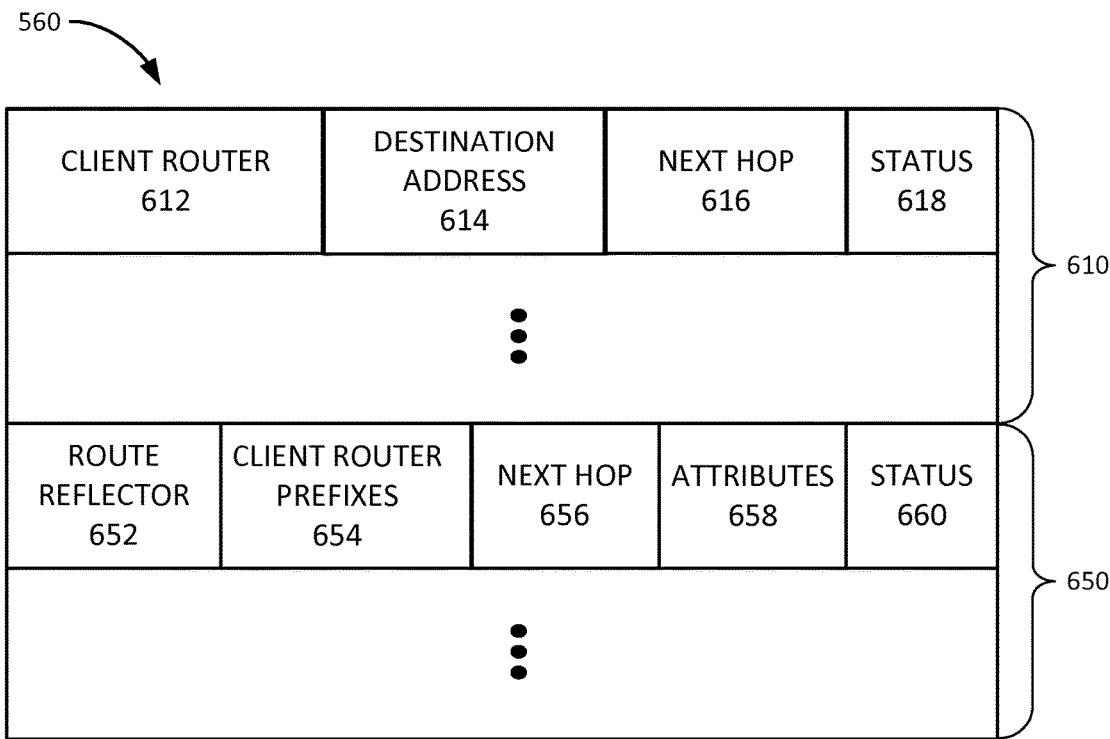 560
CLIENT ROUTER
612
DESTINATION
ADDRESS
614
NEXT HOP
616
STATUS
618
610
ROUTE
REFLECTOR
652
CLIENT ROUTER
PREFIXES
654
NEXT HOP
656
ATTRIBUTES
658
STATUS
660
650